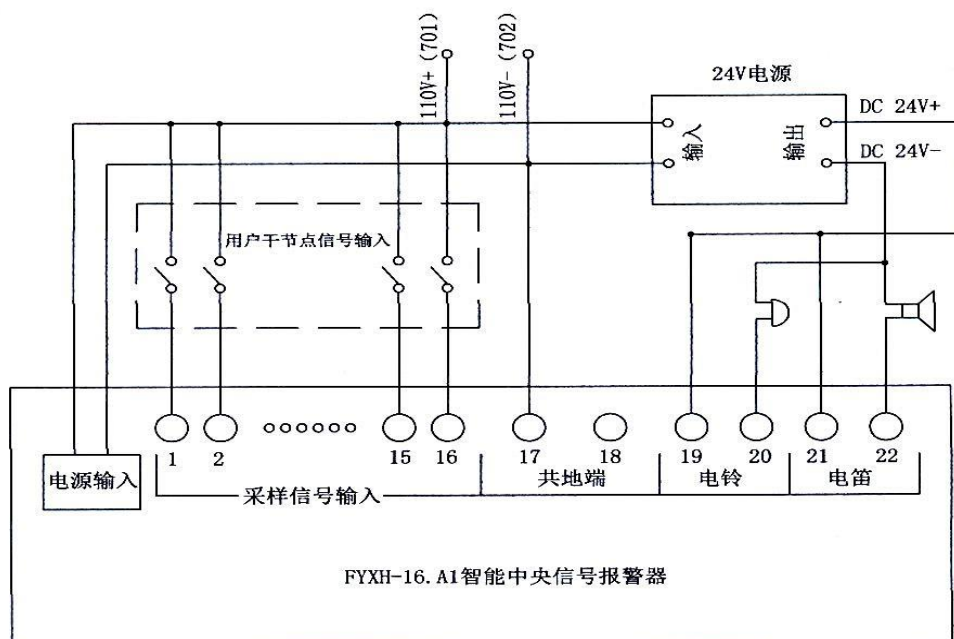 110V+(701)
110V-(702)
24V电源
输入
输出
DC 24V+
DC 24V-
用户干节点信号输入
1
2
15
16
17
18
19
20
21
22
电源输入
采样信号输入
共地端
电铃
电笛
FYXH-16.A1智能中央信号报警器